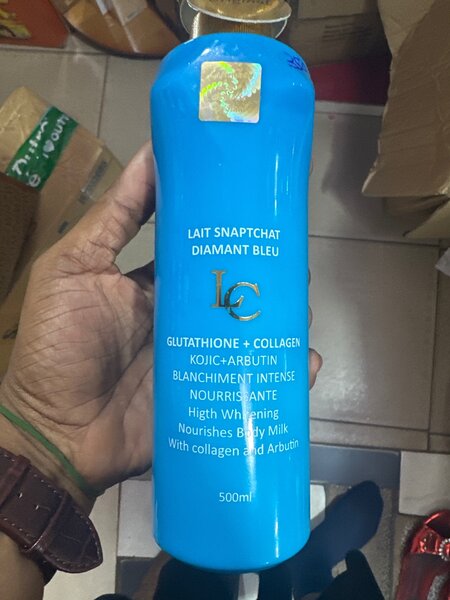 LAIT SNAPTCHAT
DIAMANT BLEU
LC
GLUTATHIONE + COLLAGEN
KOJIC+ARBUTIN
BLANCHIMENT INTENSE
NOURRISSANTE
Higth Whitening
Nourishes Body Milk
With collagen and Arbutin
500ml